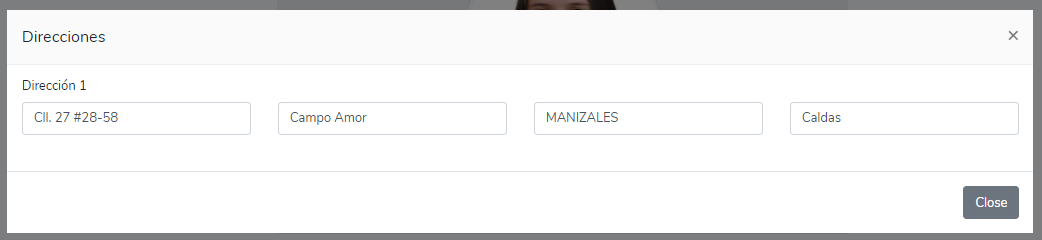 Direcciones ×
Dirección 1
Cll. 27 #28-58 Campo Amor MANIZALES Caldas
Close